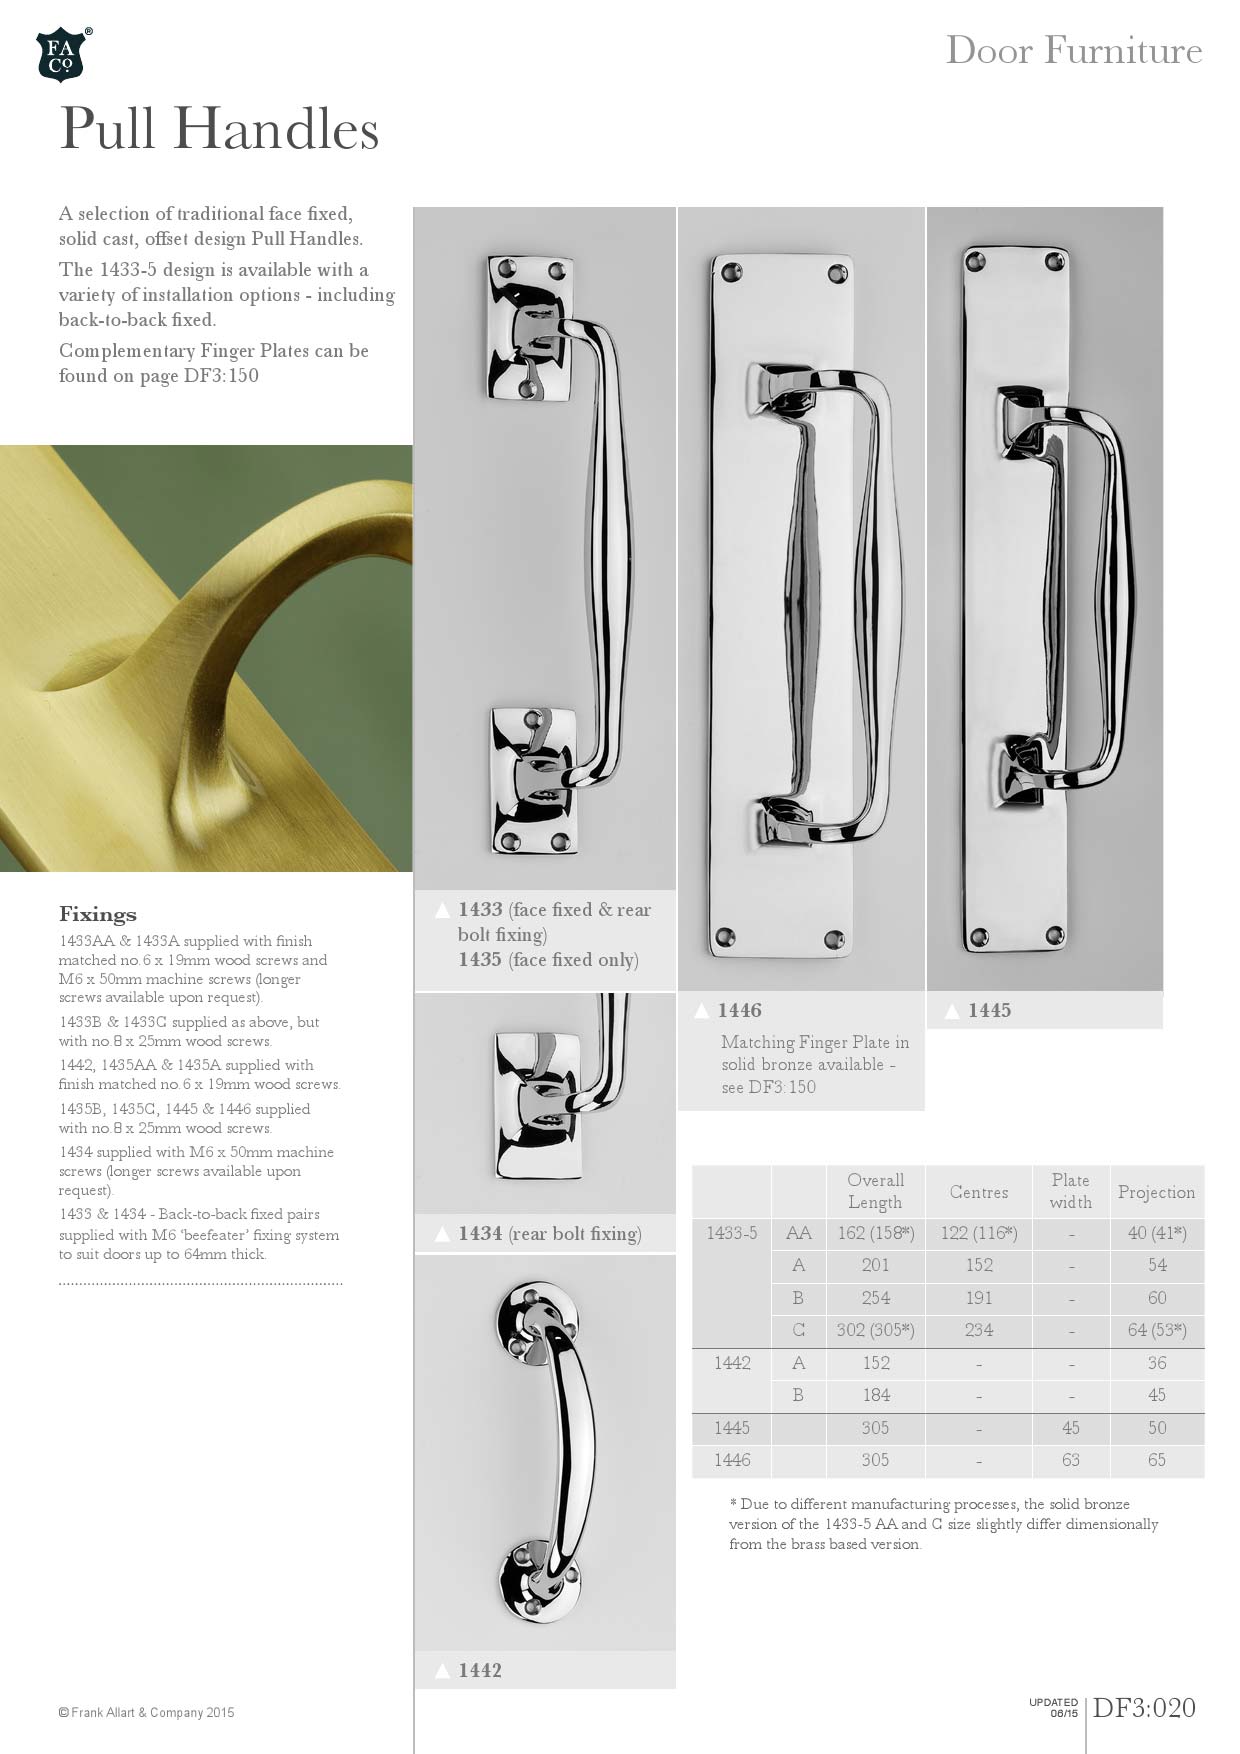 FA
Co.
®
Door Furniture
Pull Handles
A selection of traditional face fixed,
solid cast, offset design Pull Handles.
The 1433-5 design is available with a
variety of installation options - including
back-to-back fixed.
Complementary Finger Plates can be
found on page DF3:150
Fixings
1433AA & 1433A supplied with finish
matched no.6 x 19mm wood screws and
M6 x 50mm machine screws (longer
screws available upon request).
1433B & 1433C supplied as above, but
with no.8 x 25mm wood screws.
1442, 1435AA & 1435A supplied with
finish matched no.6 x 19mm wood screws.
1435B, 1435C, 1445 & 1446 supplied
with no.8 x 25mm wood screws.
1434 supplied with M6 x 50mm machine
screws (longer screws available upon
request).
1433 & 1434 - Back-to-back fixed pairs
supplied with M6 'beefeater' fixing system
to suit doors up to 64mm thick.
1433 (face fixed & rear
bolt fixing)
1435 (face fixed only)
1434 (rear bolt fixing)
1442
1446
Matching Finger Plate in
solid bronze available -
see DF3:150
1445
Overall Length Centres Plate width Projection
1433-5 AA 162 (158*) 122 (116*) - 40 (41*)
A 201 152 - 54
B 254 191 - 60
C 302 (305*) 234 - 64 (53*)
1442 A 152 - - 36
B 184 - - 45
1445 305 - 45 50
1446 305 - 63 65
* Due to different manufacturing processes, the solid bronze
version of the 1433-5 AA and C size slightly differ dimensionally
from the brass based version.
© Frank Allart & Company 2015
UPDATED
06/15
DF3:020